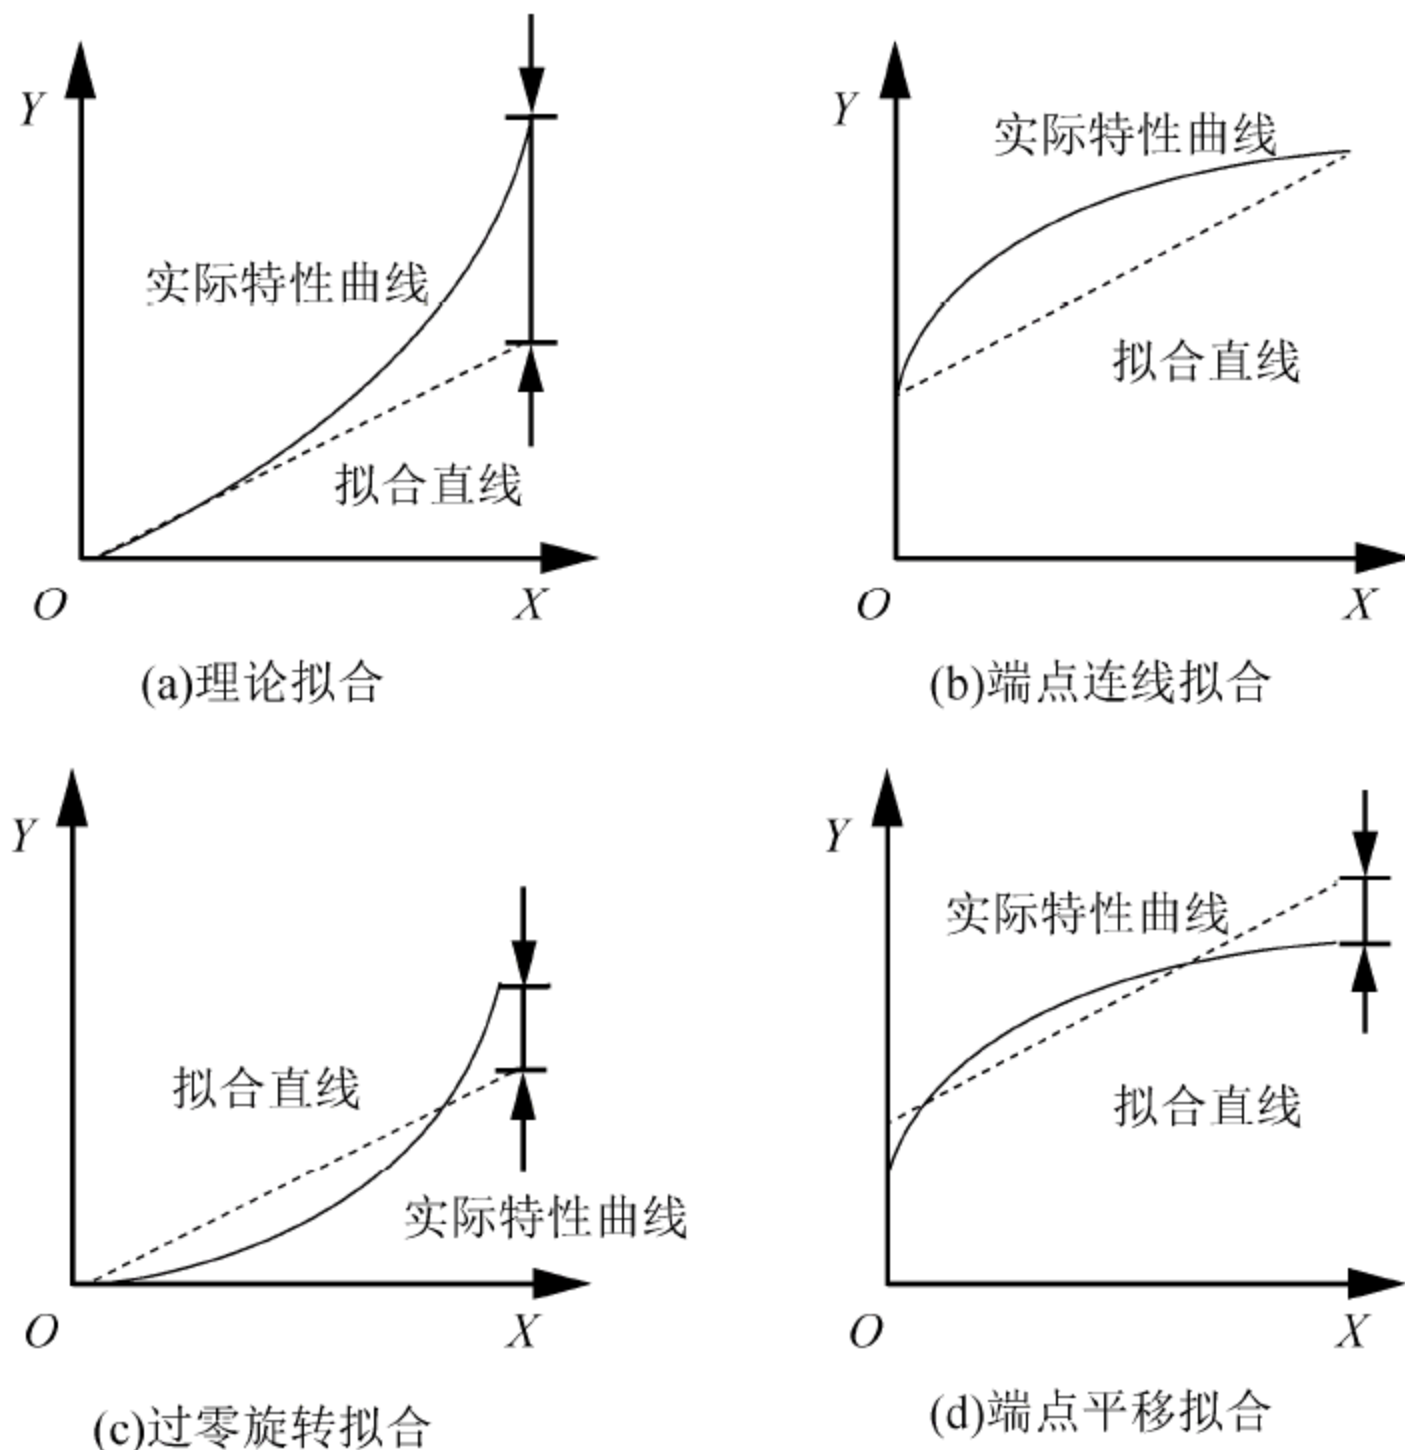 Y
实际特性曲线
拟合直线
O
X
(a)理论拟合
Y
实际特性曲线
拟合直线
O
X
(b)端点连线拟合
Y
拟合直线
实际特性曲线
O
X
(c)过零旋转拟合
Y
实际特性曲线
拟合直线
O
X
(d)端点平移拟合